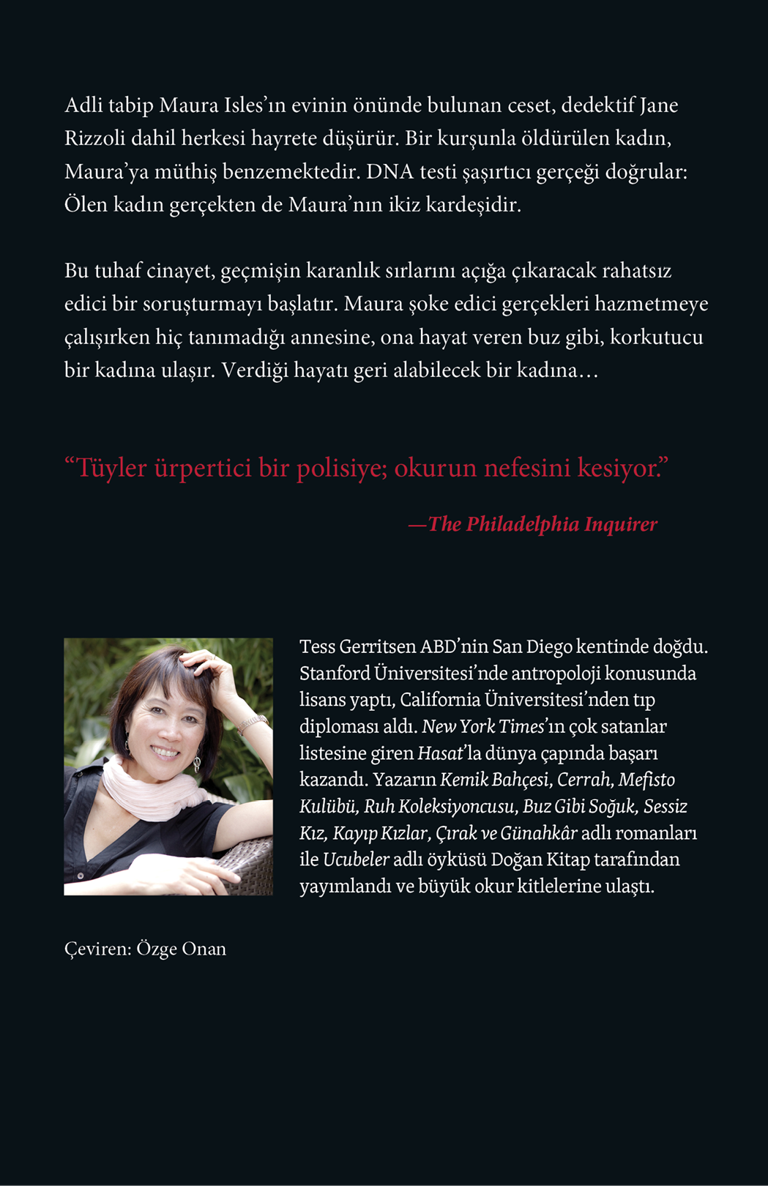 Adli tabip Maura Isles’ın evinin önünde bulunan ceset, dedektif Jane
Rizzoli dahil herkesi hayrete düşürür. Bir kurşunla öldürülen kadın,
Maura’ya müthiş benzemektedir. DNA testi şaşırtıcı gerçeği doğrular:
Ölen kadın gerçekten de Maura’nın ikiz kardeşidir.
Bu tuhaf cinayet, geçmişin karanlık sırlarını açığa çıkaracak rahatsız
edici bir soruşturmayı başlatır. Maura şoke edici gerçekleri hazmetmeye
çalışırken hiç tanımadığı annesine, ona hayat veren buz gibi, korkutucu
bir kadına ulaşır. Verdiği hayatı geri alabilecek bir kadına…
“Tüyler ürpertici bir polisiye; okurun nefesini kesiyor.”
—The Philadelphia Inquirer
Tess Gerritsen ABD’nin San Diego kentinde doğdu.
Stanford Üniversitesi’nde antropoloji konusunda
lisans yaptı, California Üniversitesi’nden tıp
diploması aldı. New York Times’ın çok satanlar
listesine giren Hasat’la dünya çapında başarı
kazandı. Yazarın Kemik Bahçesi, Cerrah, Mefisto
Kulübü, Ruh Koleksiyoncusu, Buz Gibi Soğuk, Sessiz
Kız, Kayıp Kızlar, Çırak ve Günahkâr adlı romanları
ile Ucubeler adlı öyküsü Doğan Kitap tarafından
yayımlandı ve büyük okur kitlelerine ulaştı.
Çeviren: Özge Onan